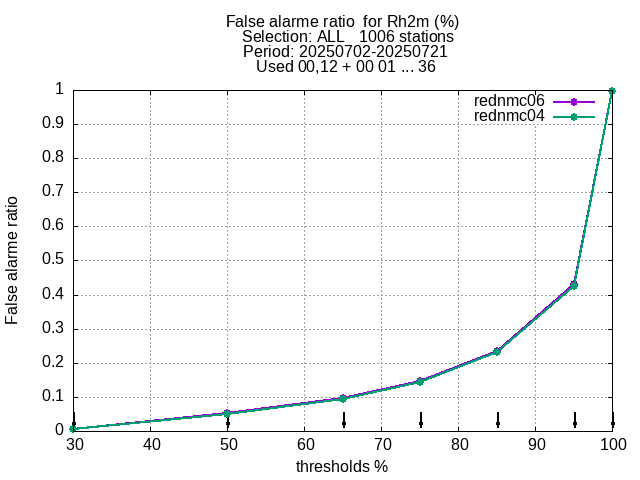 False alarme ratio  for Rh2m (%)
Selection: ALL   1006 stations
Period: 20250702-20250721
Used 00,12 + 00 01 ... 36
rednmc06
rednmc04
1
0.9
0.8
0.7
0.6
0.5
0.4
0.3
0.2
0.1
0
False alarme ratio
30 40 50 60 70 80 90 100
thresholds %